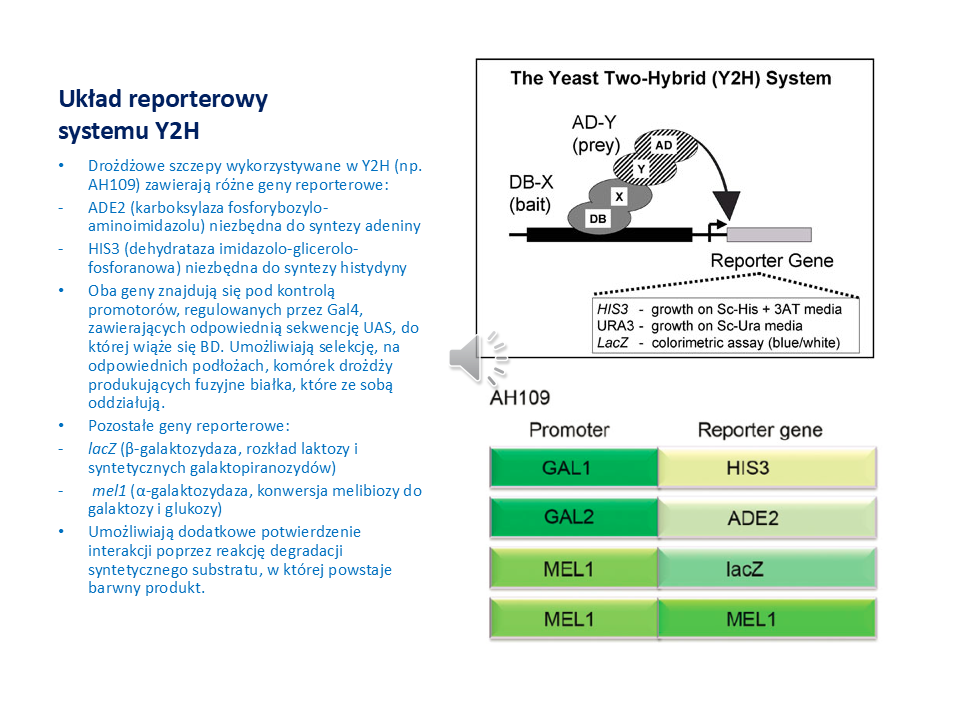 Układ reporterowy
systemu Y2H
• Drożdżowe szczepy wykorzystywane w Y2H (np.
AH109) zawierają różne geny reporterowe:
- ADE2 (karboksylaza fosforybozylo-
aminoimidazolu) niezbędna do syntezy adeniny
- HIS3 (dehydrataza imidazolo-glicerolo-
fosforanowa) niezbędna do syntezy histydyny
• Oba geny znajdują się pod kontrolą
promotorów, regulowanych przez Gal4,
zawierających odpowiednią sekwencję UAS, do
której wiąże się BD. Umożliwiają selekcję, na
odpowiednich podłożach, komórek drożdży
produkujących fuzyjne białka, które ze sobą
oddziałują.
• Pozostałe geny reporterowe:
- lacZ (β-galaktozydaza, rozkład laktozy i
syntetycznych galaktopiranozydów)
- mel1 (α-galaktozydaza, konwersja melibiozy do
galaktozy i glukozy)
• Umożliwiają dodatkowe potwierdzenie
interakcji poprzez reakcję degradacji
syntetycznego substratu, w której powstaje
barwny produkt.
The Yeast Two-Hybrid (Y2H) System
AD-Y
(prey)
AD
Y
DB-X
(bait)
X
DB
Reporter Gene
HIS3 - growth on Sc-His + 3AT media
URA3 - growth on Sc-Ura media
LacZ - colorimetric assay (blue/white)
AH109
Promoter Reporter gene
GAL1 HIS3
GAL2 ADE2
MEL1 lacZ
MEL1 MEL1